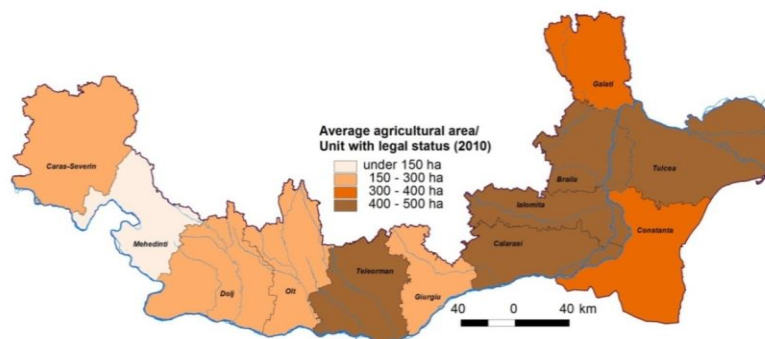 Galati
Average agricultural area/
Unit with legal status (2010)
under 150 ha
150 - 300 ha
300 - 400 ha
400 - 500 ha
Caras-Severin
Braila
Tulcea
Ialomita
Constanta
Mehedinti
Calarasi
Teleorman
Dolj
Olt
Giurgiu
40 0 40 km